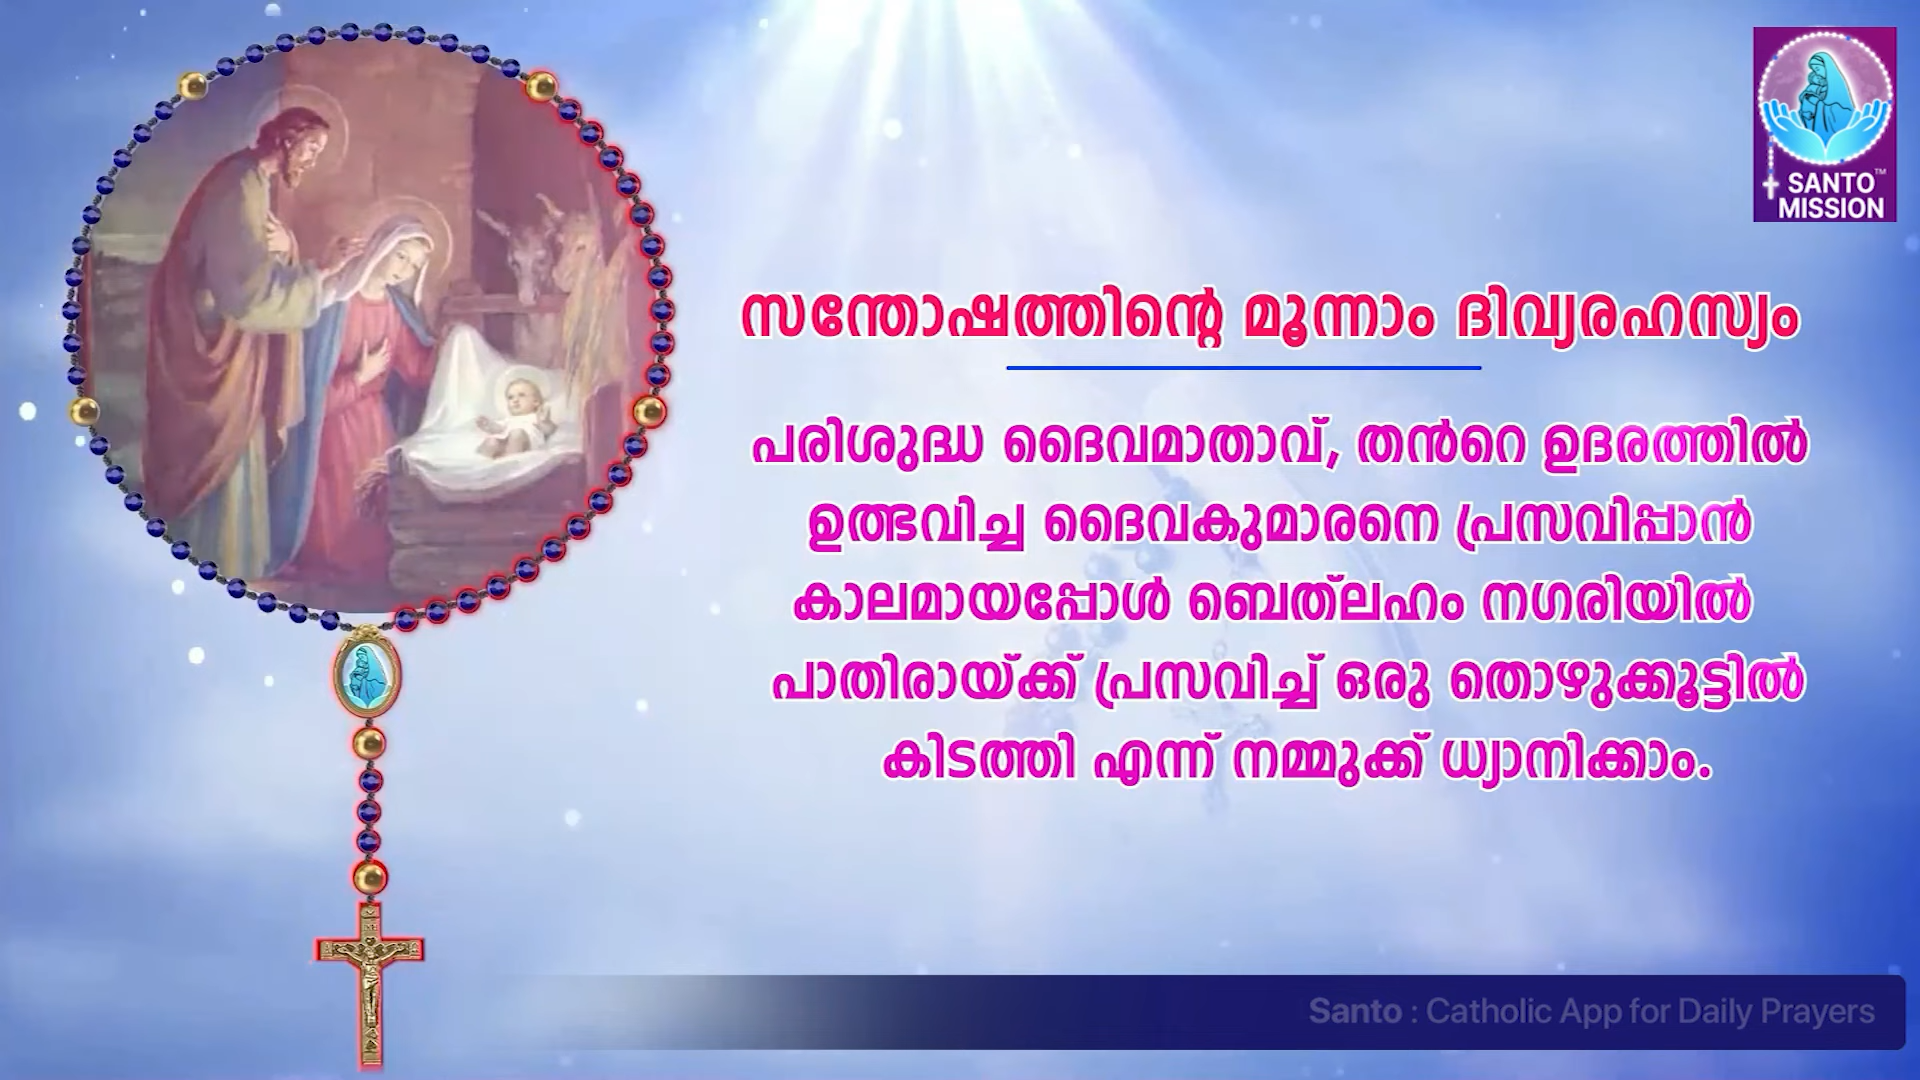 SANTO™
MISSION
സന്തോഷത്തിന്റെ മൂന്നാം ദിവ്യരഹസ്യം
പരിശുദ്ധ ദൈവമാതാവ്, തൻറെ ഉദരത്തിൽ
ഉത്ഭവിച്ച ദൈവകുമാരനെ പ്രസവിപ്പാൻ
കാലമായപ്പോൾ ബെത്‌ലഹം നഗരിയിൽ
പാതിരായ്ക്ക് പ്രസവിച്ച് ഒരു തൊഴുക്കൂട്ടിൽ
കിടത്തി എന്ന് നമ്മുക്ക് ധ്യാനിക്കാം.
Santo : Catholic App for Daily Prayers